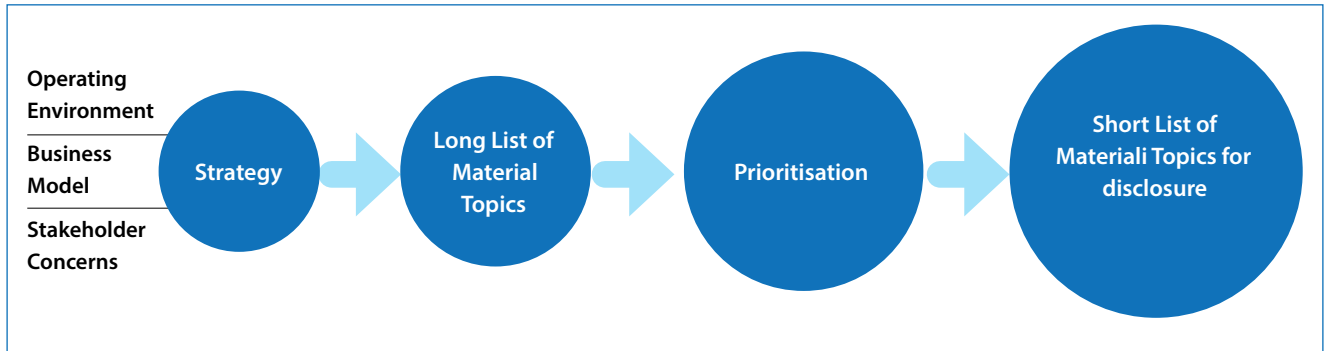 Operating
Environment
Business
Model
Stakeholder
Concerns
Strategy
Long List of
Material
Topics
Prioritisation
Short List of
Materiali Topics for
disclosure